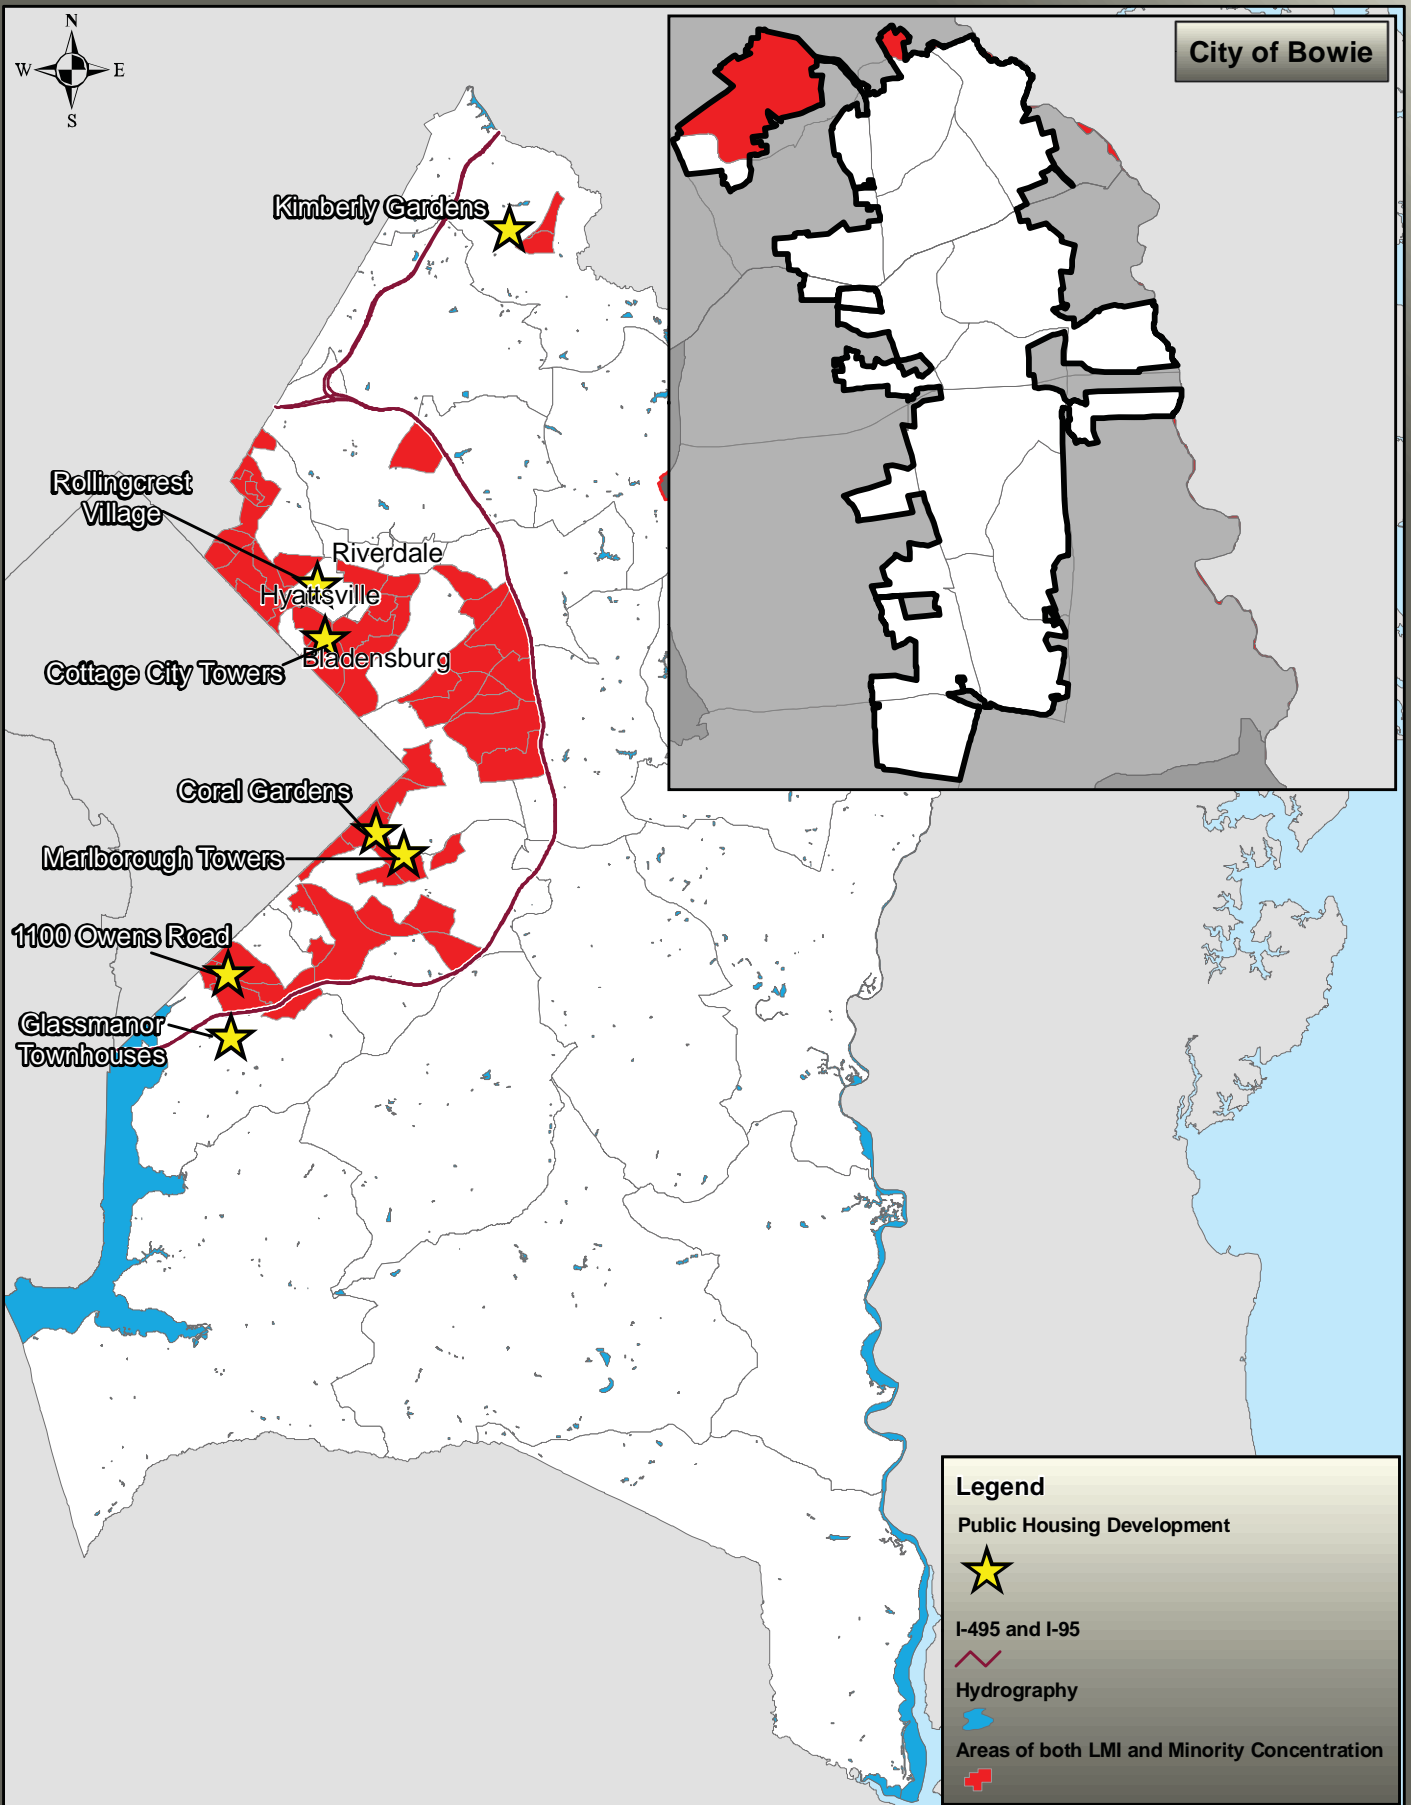 N
W
E
S
City of Bowie
Kimberly Gardens
Rollingcrest
Village
Riverdale
Hyattsville
Bladensburg
Cottage City Towers
Coral Gardens
Marlborough Towers
1100 Owens Road
Glassmanor
Townhouses
Legend
Public Housing Development
I-495 and I-95
Hydrography
Areas of both LMI and Minority Concentration